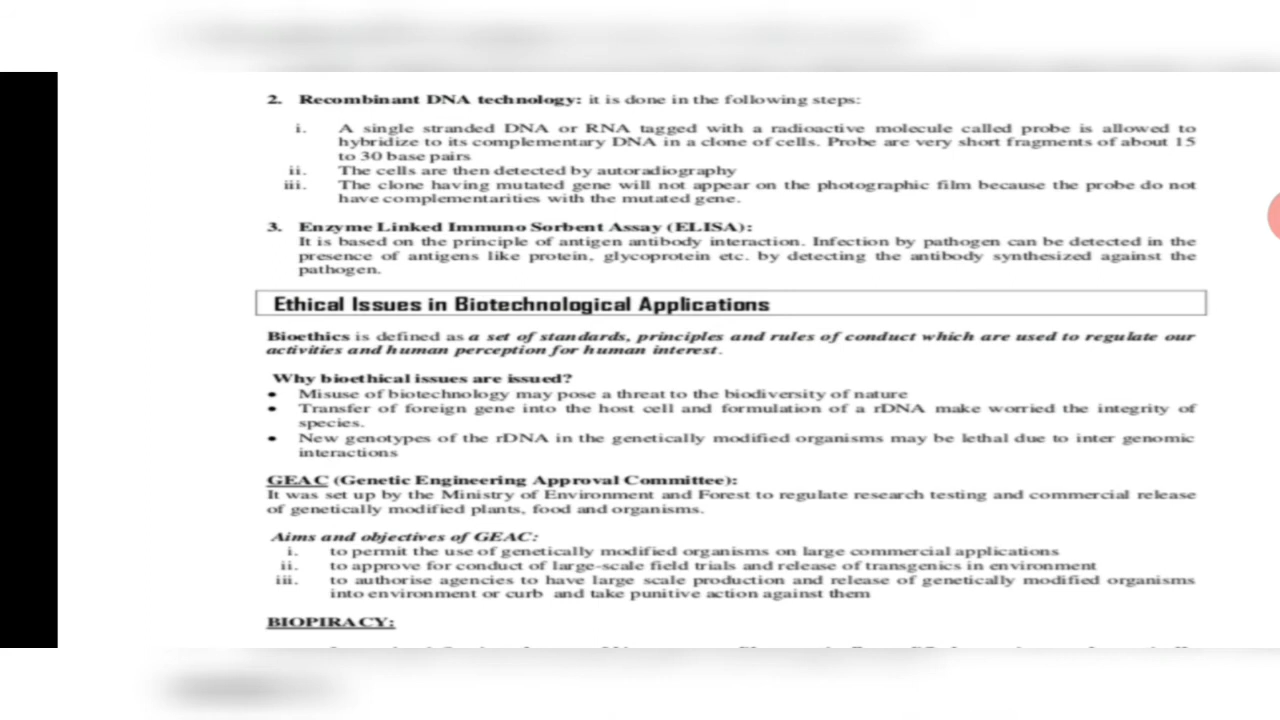 2. Recombinant DNA technology: it is done in the following steps:
i. A single stranded DNA or RNA tagged with a radioactive molecule called probe is allowed to
hybridize to its complementary DNA in a clone of cells. Probe are very short fragments of about 15
to 30 base pairs
ii. The cells are then detected by autoradiography
iii. The clone having mutated gene will not appear on the photographic film because the probe do not
have complementarities with the mutated gene.
3. Enzyme Linked Immuno Sorbent Assay (ELISA):
It is based on the principle of antigen antibody interaction. Infection by pathogen can be detected in the
presence of antigens like protein, glycoprotein etc. by detecting the antibody synthesized against the
pathogen.
Ethical Issues in Biotechnological Applications
Bioethics is defined as a set of standards, principles and rules of conduct which are used to regulate our
activities and human perception for human interest.
Why bioethical issues are issued?
• Misuse of biotechnology may pose a threat to the biodiversity of nature
• Transfer of foreign gene into the host cell and formulation of a rDNA make worried the integrity of
species.
• New genotypes of the rDNA in the genetically modified organisms may be lethal due to inter genomic
interactions
GEAC (Genetic Engineering Approval Committee):
It was set up by the Ministry of Environment and Forest to regulate research testing and commercial release
of genetically modified plants, food and organisms.
Aims and objectives of GEAC:
i. to permit the use of genetically modified organisms on large commercial applications
ii. to approve for conduct of large-scale field trials and release of transgenics in environment
iii. to authorise agencies to have large scale production and release of genetically modified organisms
into environment or curb and take punitive action against them
BIOPIRACY: